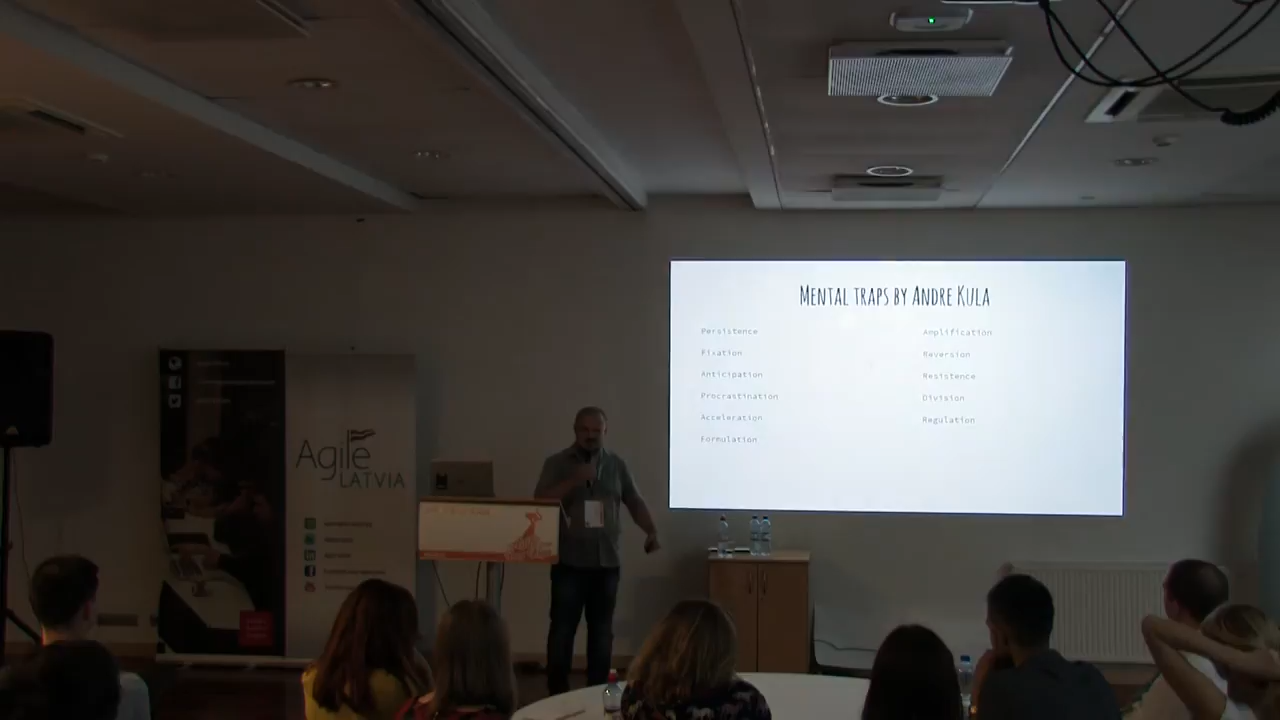 Mental traps by Andre Kula
Persistence
Fixation
Anticipation
Procrastination
Acceleration
Formulation
Amplification
Reversion
Resistence
Division
Regulation
Agile
LATVIA